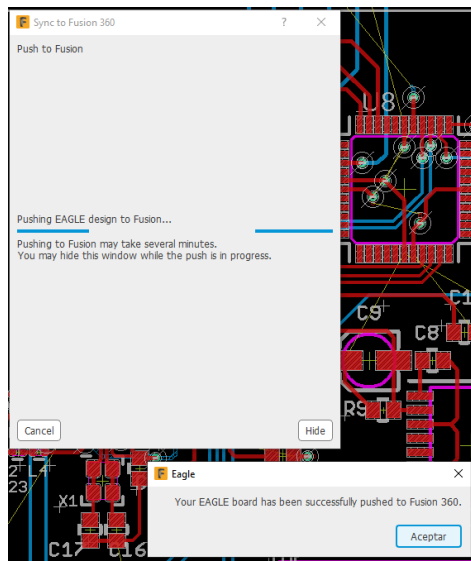 Sync to Fusion 360
Push to Fusion
U8
Pushing EAGLE design to Fusion...
Pushing to Fusion may take several minutes.
You may hide this window while the push is in progress.
C9
C1
C8
R9
Cancel
Hide
Eagle
Your EAGLE board has been successfully pushed to Fusion 360.
Aceptar
23
X1
C17
C16